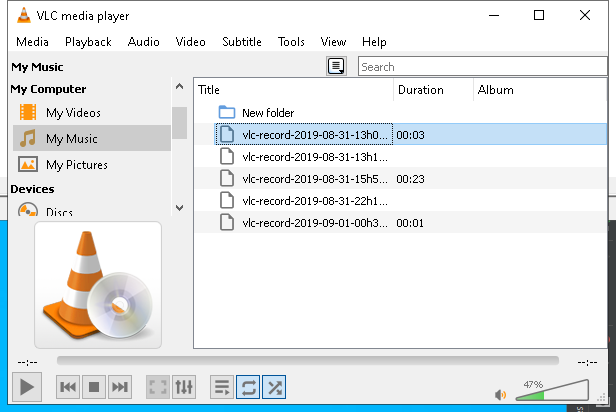 VLC media player
Media Playback Audio Video Subtitle Tools View Help
My Music
Search
My Computer
My Videos
My Music
My Pictures
Devices
Discs
Title Duration Album
New folder
vlc-record-2019-08-31-13h0... 00:03
vlc-record-2019-08-31-13h1...
vlc-record-2019-08-31-15h5... 00:23
vlc-record-2019-08-31-22h1...
vlc-record-2019-09-01-00h3... 00:01
--:-- --:--
47%